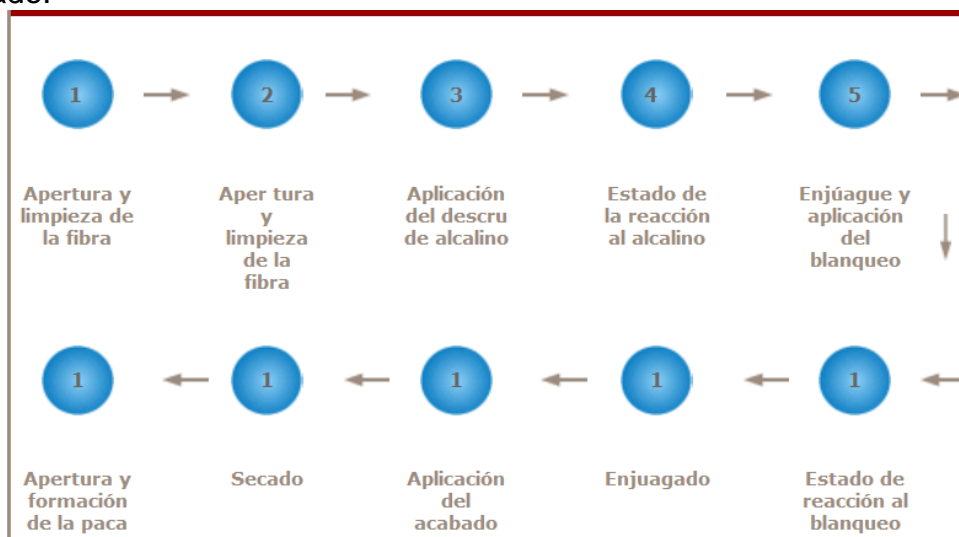 ado.
1
2
3
4
5
Apertura y
limpieza de
la fibra
Aper tura
y
limpieza
de la
fibra
Aplicación
del descru
de alcalino
Estado de
la reacción
al alcalino
Enjúague y
aplicación
del
blanqueo
1
1
1
1
1
Apertura y
formación
de la paca
Secado
Aplicación
del
acabado
Enjuagado
Estado de
reacción al
blanqueo